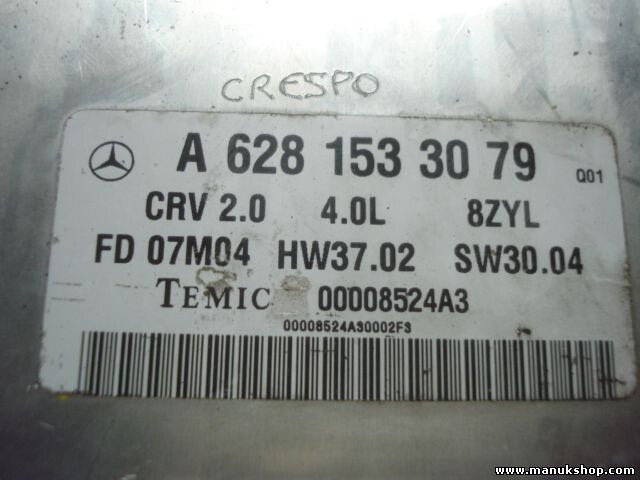 CRESPO
A 628 153 30 79 Q01
CRV 2.0 4.0L 8ZYL
FD 07M04 HW37.02 SW30.04
TEMIC 00008524A3
00008524A30002F3
www.manukshop.com